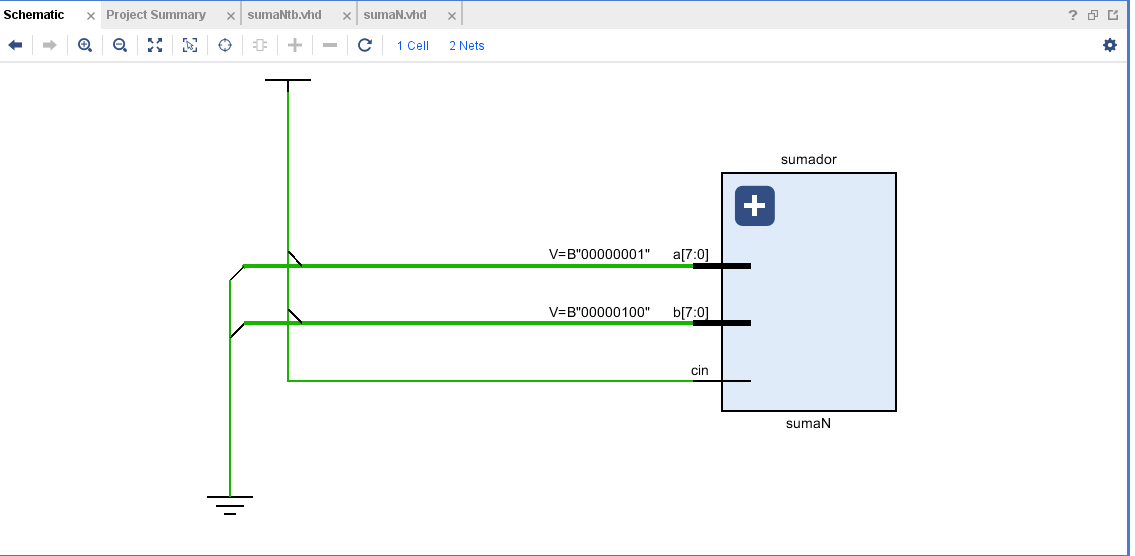 Schematic × Project Summary × sumaNtb.vhd × sumaN.vhd ×
?
1 Cell 2 Nets
sumador
V=B"00000001" a[7:0]
V=B"00000100" b[7:0]
cin
sumaN